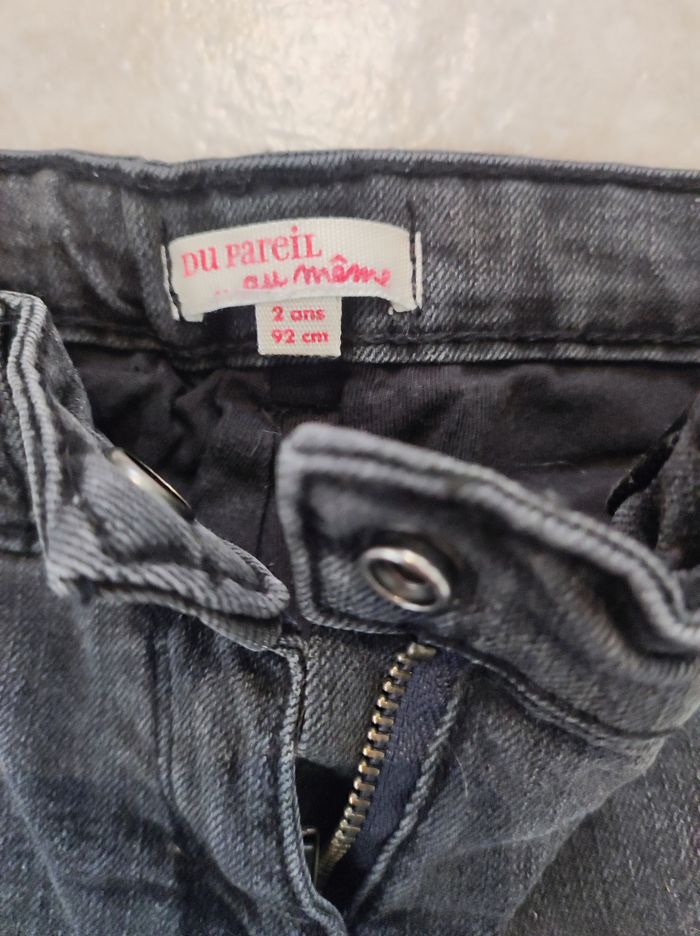 DU PAREIL
.. au même
2 ans
92 cm